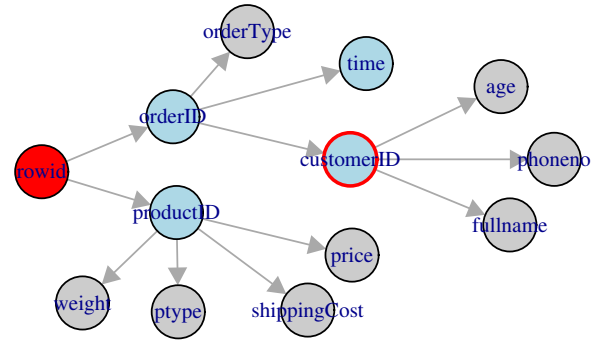 orderType
time
age
orderID
customerID
phoneno
rowid
productID
fullname
price
weight
ptype
shippingCost